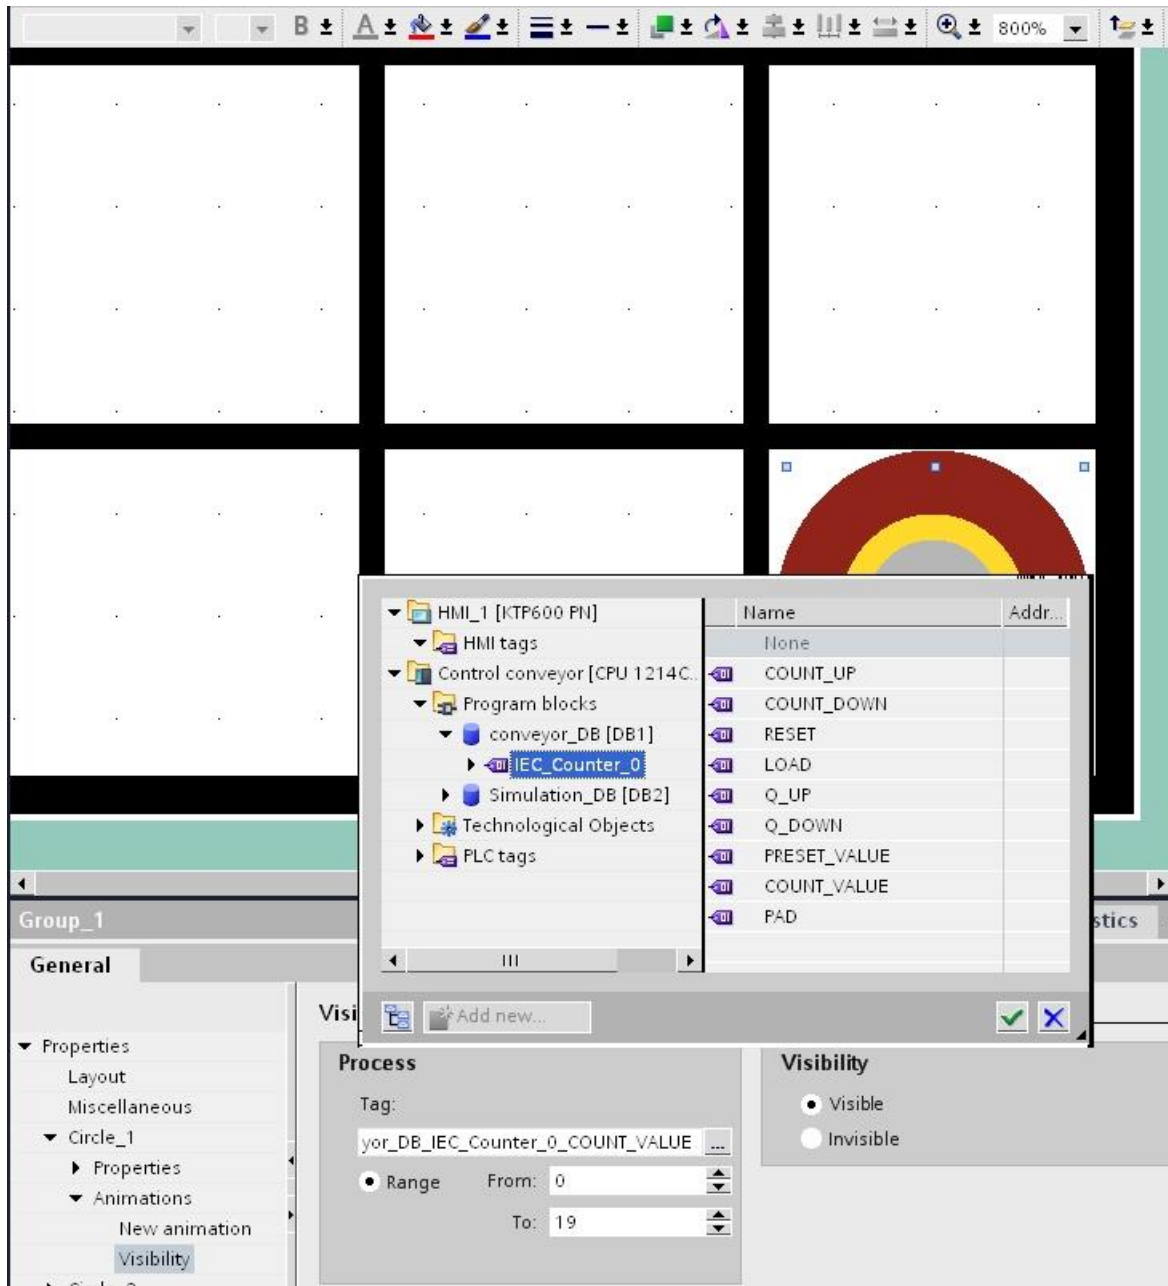 B A 800%
HMI_1 [KTP600 PN]
HMI tags
Control conveyor [CPU 1214C..
Program blocks
conveyor_DB [DB1]
IEC_Counter_0
Simulation_DB [DB2]
Technological Objects
PLC tags
Name Addr...
None
COUNT_UP
COUNT_DOWN
RESET
LOAD
Q_UP
Q_DOWN
PRESET_VALUE
COUNT_VALUE
PAD
Add new...
Group_1
stics
General
Properties
Layout
Miscellaneous
Circle_1
Properties
Animations
New animation
Visibility
Visi
Process
Tag:
yor_DB_IEC_Counter_0_COUNT_VALUE ...
Range From: 0
To: 19
Visibility
Visible
Invisible